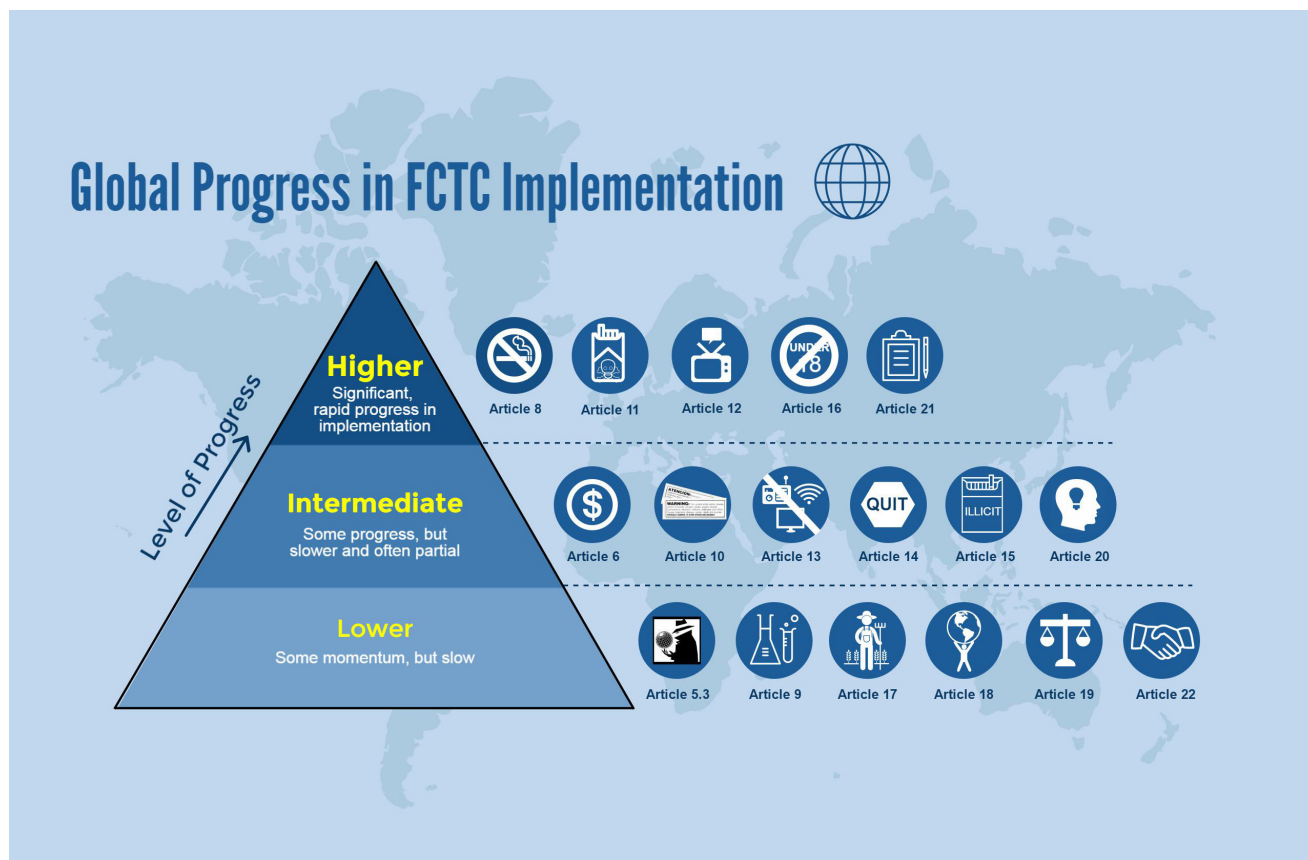 Global Progress in FCTC Implementation
Level of Progress
Higher
Significant,
rapid progress in
implementation
UNDER
18
Article 8
Article 11
Article 12
Article 16
Article 21
Intermediate
Some progress, but
slower and often partial
$
ATENCION:
WARNING:
QUIT
ILLICIT
Article 6
Article 10
Article 13
Article 14
Article 15
Article 20
Lower
Some momentum, but slow
Article 5.3
Article 9
Article 17
Article 18
Article 19
Article 22